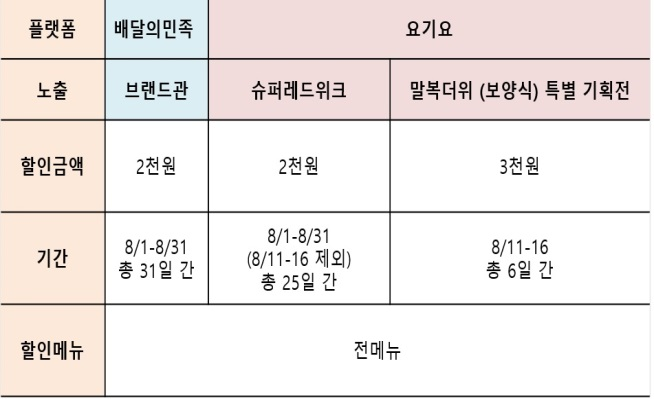 플랫폼
배달의민족
요기요
노출
브랜드관
슈퍼레드위크
말복더위 (보양식) 특별 기획전
할인금액
2천원
2천원
3천원
기간
8/1-8/31
총 31일 간
8/1-8/31
(8/11-16 제외)
총 25일 간
8/11-16
총 6일 간
할인메뉴
전메뉴